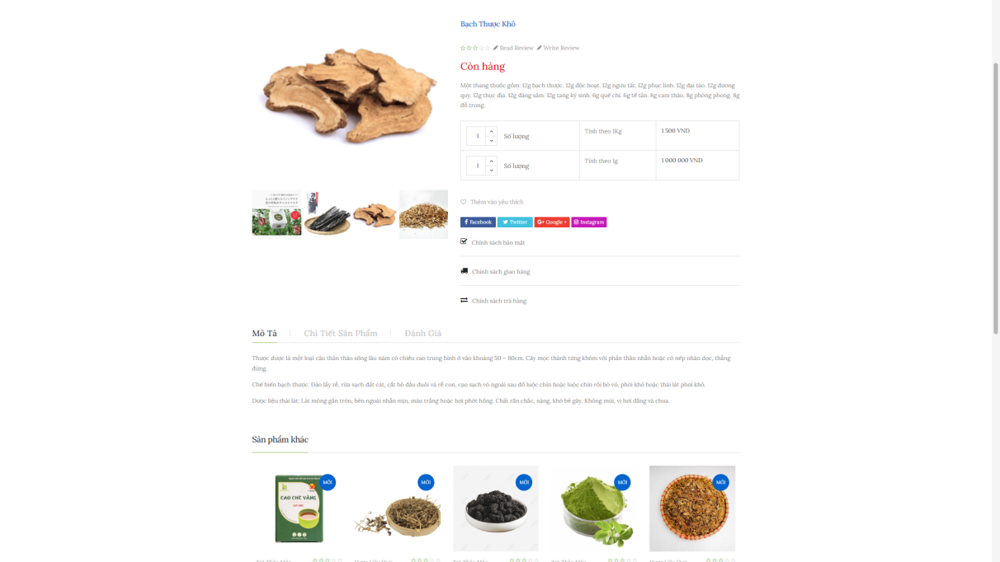 Bạch Thược Khô
Read Review Write Review
Còn hàng
Một thang thuốc gồm: 12g bạch thược. 12g độc hoạt. 12g ngưu tất. 12g phục linh. 12g đại táo. 12g đương
quy. 12g thục địa. 12g đảng sâm. 12g tang ký sinh. 6g quế chi. 6g tế tân. 8g cam thảo. 8g phòng phong. 8g
đỗ trọng.
1 Số lượng Tính theo 1Kg 1 500 VND
1 Số lượng Tính theo 1g 1 000 000 VND
Thêm vào yêu thích
Facebook Twitter Google + Instagram
Chính sách bảo mật
Chính sách giao hàng
Chính sách trả hàng
Mô Tả Chi Tiết Sản Phẩm Đánh Giá
Thược dược là một loại cây thân thảo sống lâu năm có chiều cao trung bình ở vào khoảng 50 – 80cm. Cây mọc thành từng khóm với phần thân nhẵn hoặc có nếp nhăn dọc, thẳng
đứng.
Chế biến bạch thược: Đào lấy rễ, rửa sạch đất cát, cắt bỏ đầu đuôi và rễ con, cạo sạch vỏ ngoài sau đó luộc chín hoặc luộc chín rồi bỏ vỏ, phơi khô hoặc thái lát phơi khô.
Dược liệu thái lát: Lát mỏng gần tròn, bên ngoài nhẵn mịn, màu trắng hoặc hơi phớt hồng. Chất rắn chắc, nặng, khó bẻ gãy. Không mùi, vị hơi đắng và chua.
Sản phẩm khác
MỚI MỚI MỚI MỚI MỚI
CAO CHÈ VẰNG